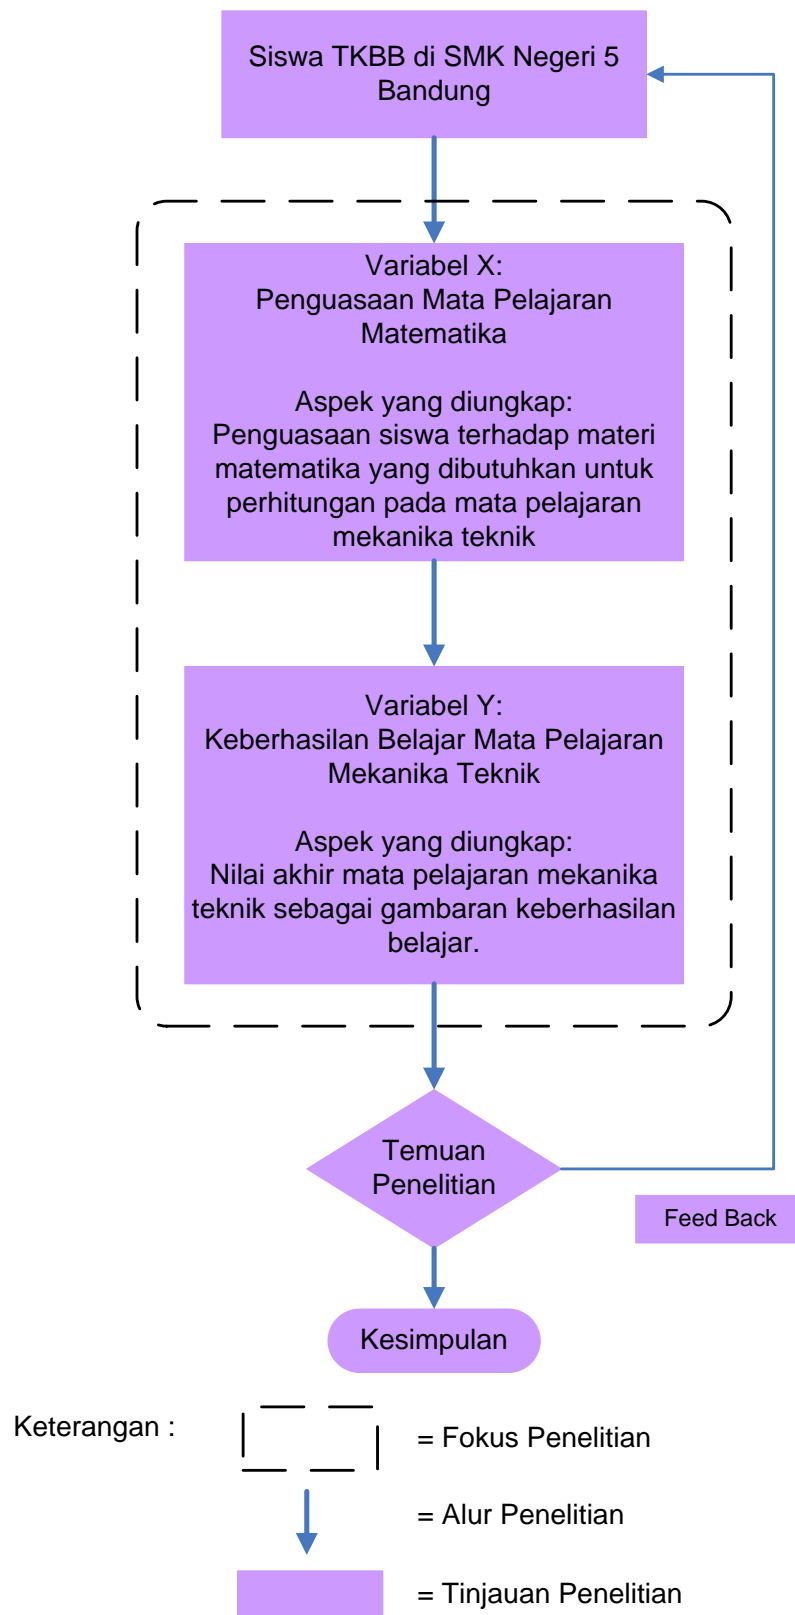 Siswa TKBB di SMK Negeri 5
Bandung
Variabel X:
Penguasaan Mata Pelajaran
Matematika
Aspek yang diungkap:
Penguasaan siswa terhadap materi
matematika yang dibutuhkan untuk
perhitungan pada mata pelajaran
mekanika teknik
Variabel Y:
Keberhasilan Belajar Mata Pelajaran
Mekanika Teknik
Aspek yang diungkap:
Nilai akhir mata pelajaran mekanika
teknik sebagai gambaran keberhasilan
belajar.
Temuan
Penelitian
Feed Back
Kesimpulan
Keterangan :
= Fokus Penelitian
= Alur Penelitian
= Tinjauan Penelitian